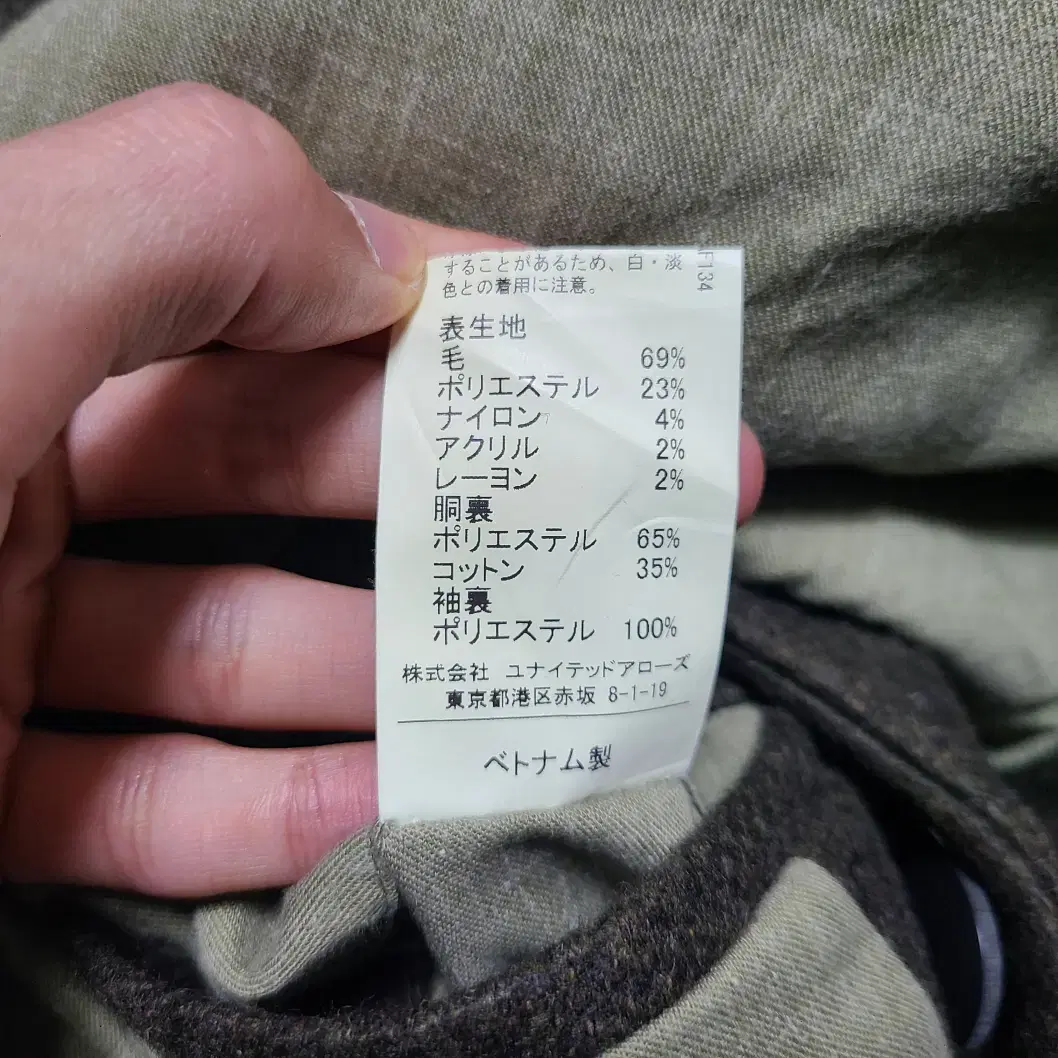 することがあるため、白・淡
色との着用に注意。
表生地
毛 69%
ポリエステル 23%
ナイロン 4%
アクリル 2%
レーヨン 2%
胴裏
ポリエステル 65%
コットン 35%
袖裏
ポリエステル 100%
株式会社 ユナイテッドアローズ
東京都港区赤坂 8-1-19
ベトナム製
F134